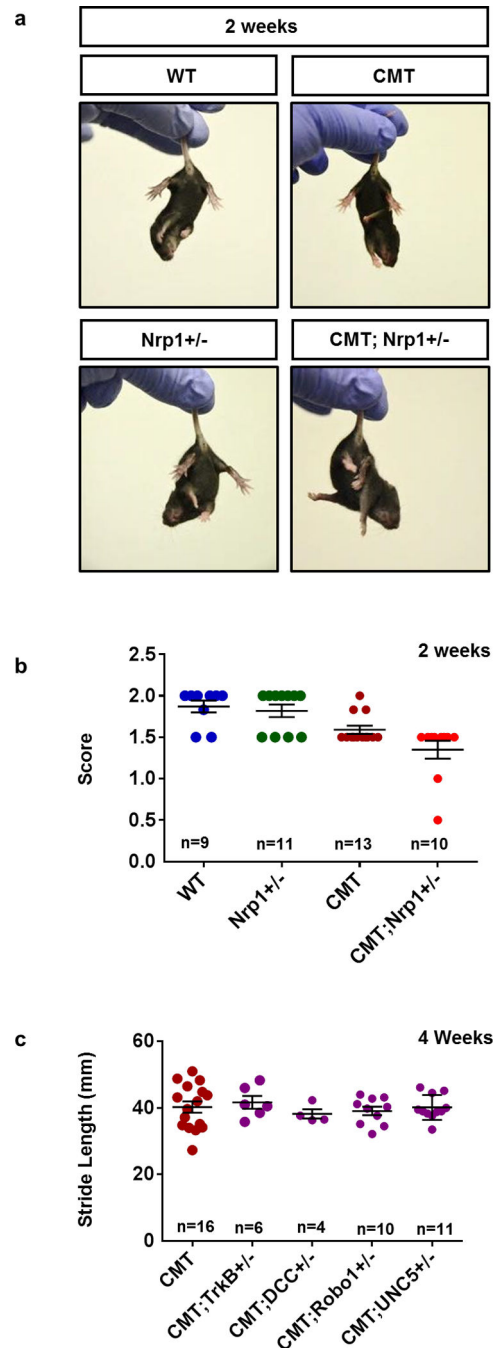 a
2 weeks
WT CMT
Nrp1+/- CMT; Nrp1+/-
b
2 weeks
Score
2.5
2.0
1.5
1.0
0.5
0.0
n=9 n=11 n=13 n=10
WT Nrp1+/- CMT CMT;Nrp1+/-
c
4 Weeks
Stride Length (mm)
60
40
20
0
n=16 n=6 n=4 n=10 n=11
CMT CMT;TrkB+/- CMT;DCC+/- CMT;Robo1+/- CMT;UNC5+/-